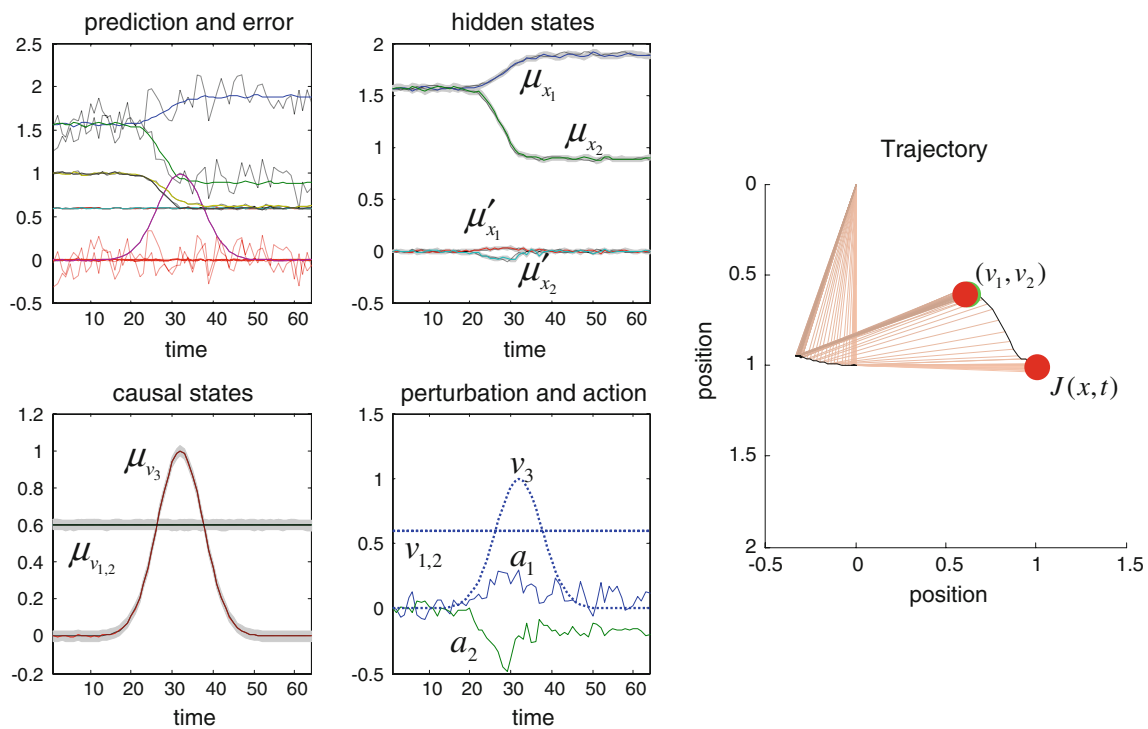 prediction and error
2.5
2
1.5
1
0.5
0
-0.5
10 20 30 40 50 60
time
hidden states
2
1.5
1
0.5
0
-0.5
μx₁
μx₂
μ′x₁
μ′x₂
10 20 30 40 50 60
time
causal states
1.2
1
0.8
0.6
0.4
0.2
0
-0.2
μv₃
μv₁,₂
10 20 30 40 50 60
time
perturbation and action
1.5
1
0.5
0
-0.5
v₃
v₁,₂
a₁
a₂
10 20 30 40 50 60
time
Trajectory
0
0.5
1
1.5
2
position
(v₁,v₂)
J(x,t)
-0.5 0 0.5 1 1.5
position